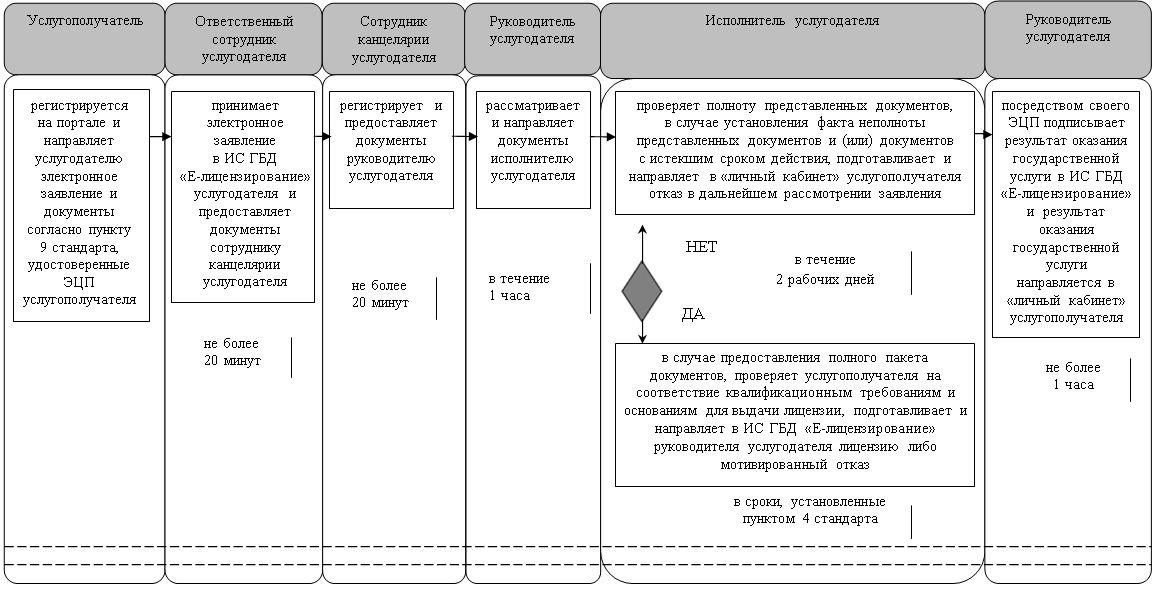 Услугополучатель
Ответственный
сотрудник
услугодателя
Сотрудник
канцелярии
услугодателя
Руководитель
услугодателя
Исполнитель услугодателя
Руководитель
услугодателя
регистрируется
на портале и
направляет
услугодателю
электронное
заявление и
документы
согласно пункту
9 стандарта,
удостоверенные
ЭЦП
услугополучателя
принимает
электронное
заявление
в ИС ГБД
«Е-лицензирование»
услугодателя и
предоставляет
документы
сотруднику
канцелярии
услугодателя
не более
20 минут
регистрирует и
предоставляет
документы
руководителю
услугодателя
не более
20 минут
рассматривает
и направляет
документы
исполнителю
услугодателя
в течение
1 часа
проверяет полноту представленных документов,
в случае установления факта неполноты
представленных документов и (или) документов
с истекшим сроком действия, подготавливает и
направляет в «личный кабинет» услугополучателя
отказ в дальнейшем рассмотрении заявления
НЕТ
в течение
2 рабочих дней
ДА
в случае предоставления полного пакета
документов, проверяет услугополучателя на
соответствие квалификационным требованиям и
основаниям для выдачи лицензии, подготавливает и
направляет в ИС ГБД «Е-лицензирование»
руководителя услугодателя лицензию либо
мотивированный отказ
в сроки, установленные
пунктом 4 стандарта
посредством своего
ЭЦП подписывает
результат оказания
государственной
услуги в ИС ГБД
«Е-лицензирование»
и результат
оказания
государственной
услуги
направляется в
«личный кабинет»
услугополучателя
не более
1 часа